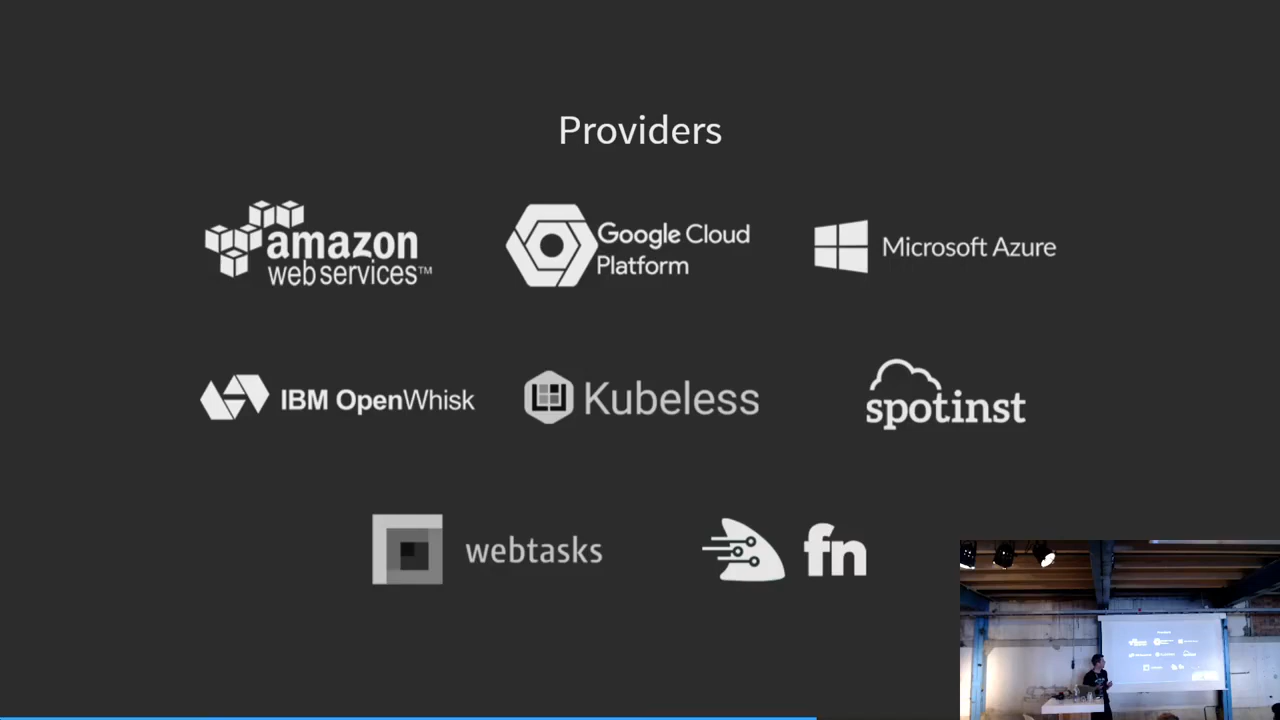 Providers
amazon
web services™
Google Cloud
Platform
Microsoft Azure
IBM OpenWhisk
Kubeless
spotinst
webtasks
fn